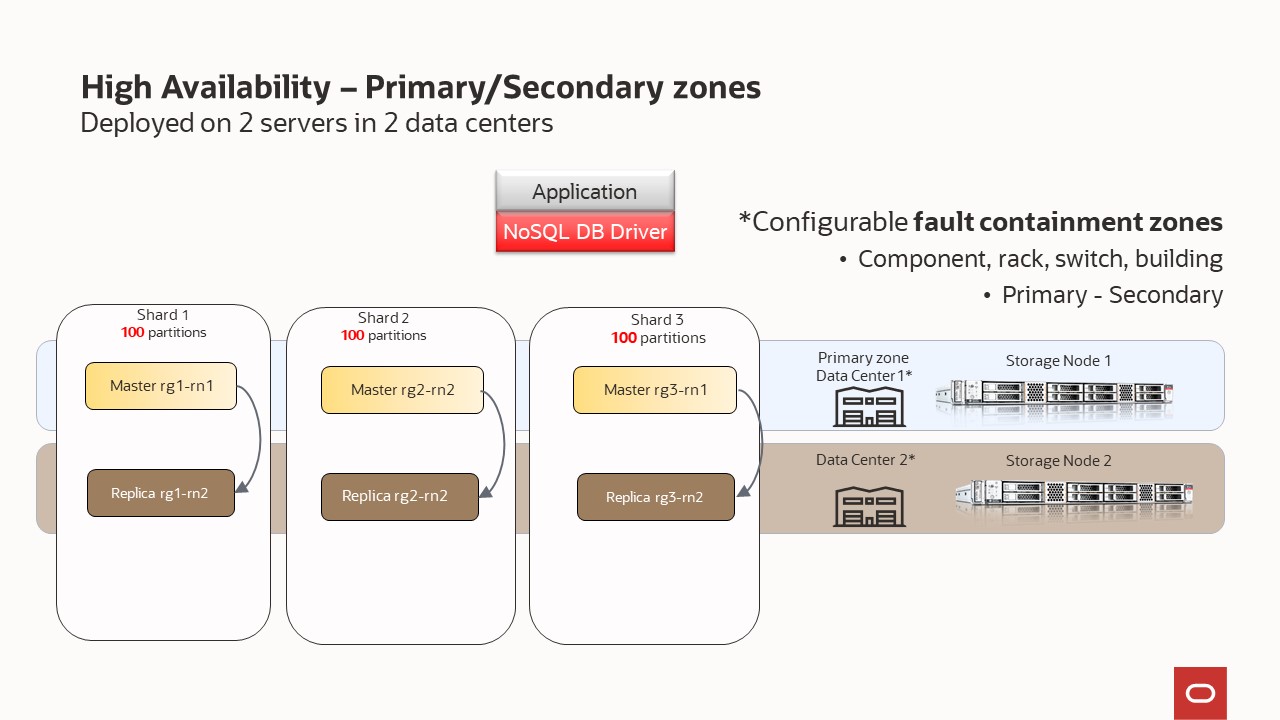 High Availability – Primary/Secondary zones
Deployed on 2 servers in 2 data centers
Application
NoSQL DB Driver
*Configurable fault containment zones
• Component, rack, switch, building
• Primary - Secondary
Shard 1
100 partitions
Shard 2
100 partitions
Shard 3
100 partitions
Master rg1-rn1
Master rg2-rn2
Master rg3-rn1
Primary zone
Data Center1*
Storage Node 1
Replica rg1-rn2
Replica rg2-rn2
Replica rg3-rn2
Data Center 2*
Storage Node 2